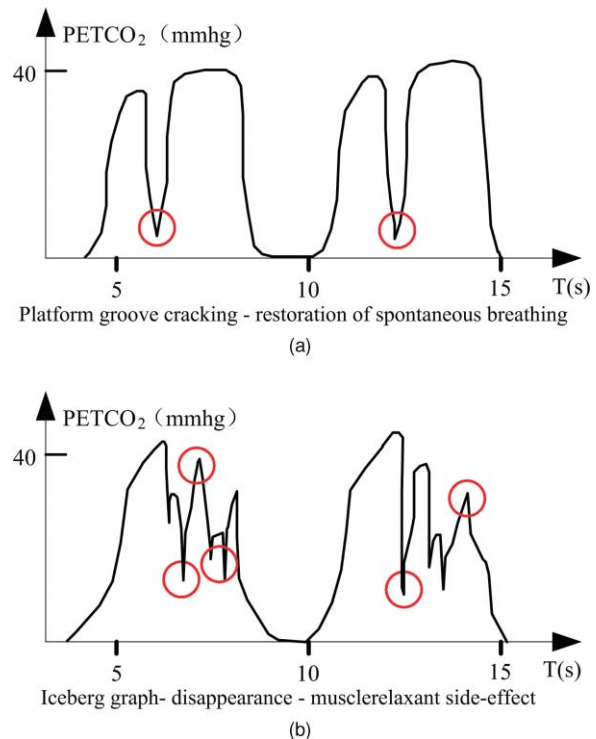 PETCO₂（mmhg）
40
5 10 15
T(s)
Platform groove cracking - restoration of spontaneous breathing
(a)
PETCO₂（mmhg）
40
5 10 15
T(s)
Iceberg graph- disappearance - musclerelaxant side-effect
(b)